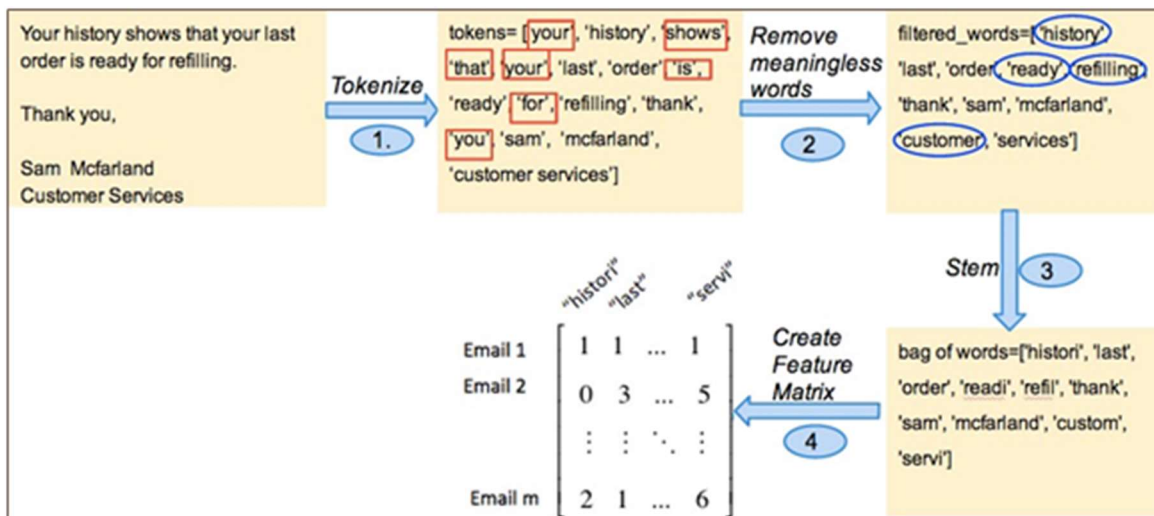 Your history shows that your last
order is ready for refilling.
Thank you,
Sam Mcfarland
Customer Services
Tokenize
1.
tokens= ['your', 'history', 'shows',
'that', 'your', 'last', 'order' 'is',
'ready', 'for', 'refilling', 'thank',
'you', 'sam', 'mcfarland',
'customer services']
Remove
meaningless
words
2
filtered_words=['history',
'last', 'order, 'ready', refilling,
'thank', 'sam', 'mcfarland',
'customer, 'services']
Stem
3
bag of words=['histori', 'last',
'order', 'readi', 'refil', 'thank',
'sam', 'mcfarland', 'custom',
'servi']
Create
Feature
Matrix
4
"histori" "last" "servi"
Email 1 1 1 ... 1
Email 2 0 3 ... 5
⋮ ⋮ ⋱ ⋮
Email m 2 1 ... 6